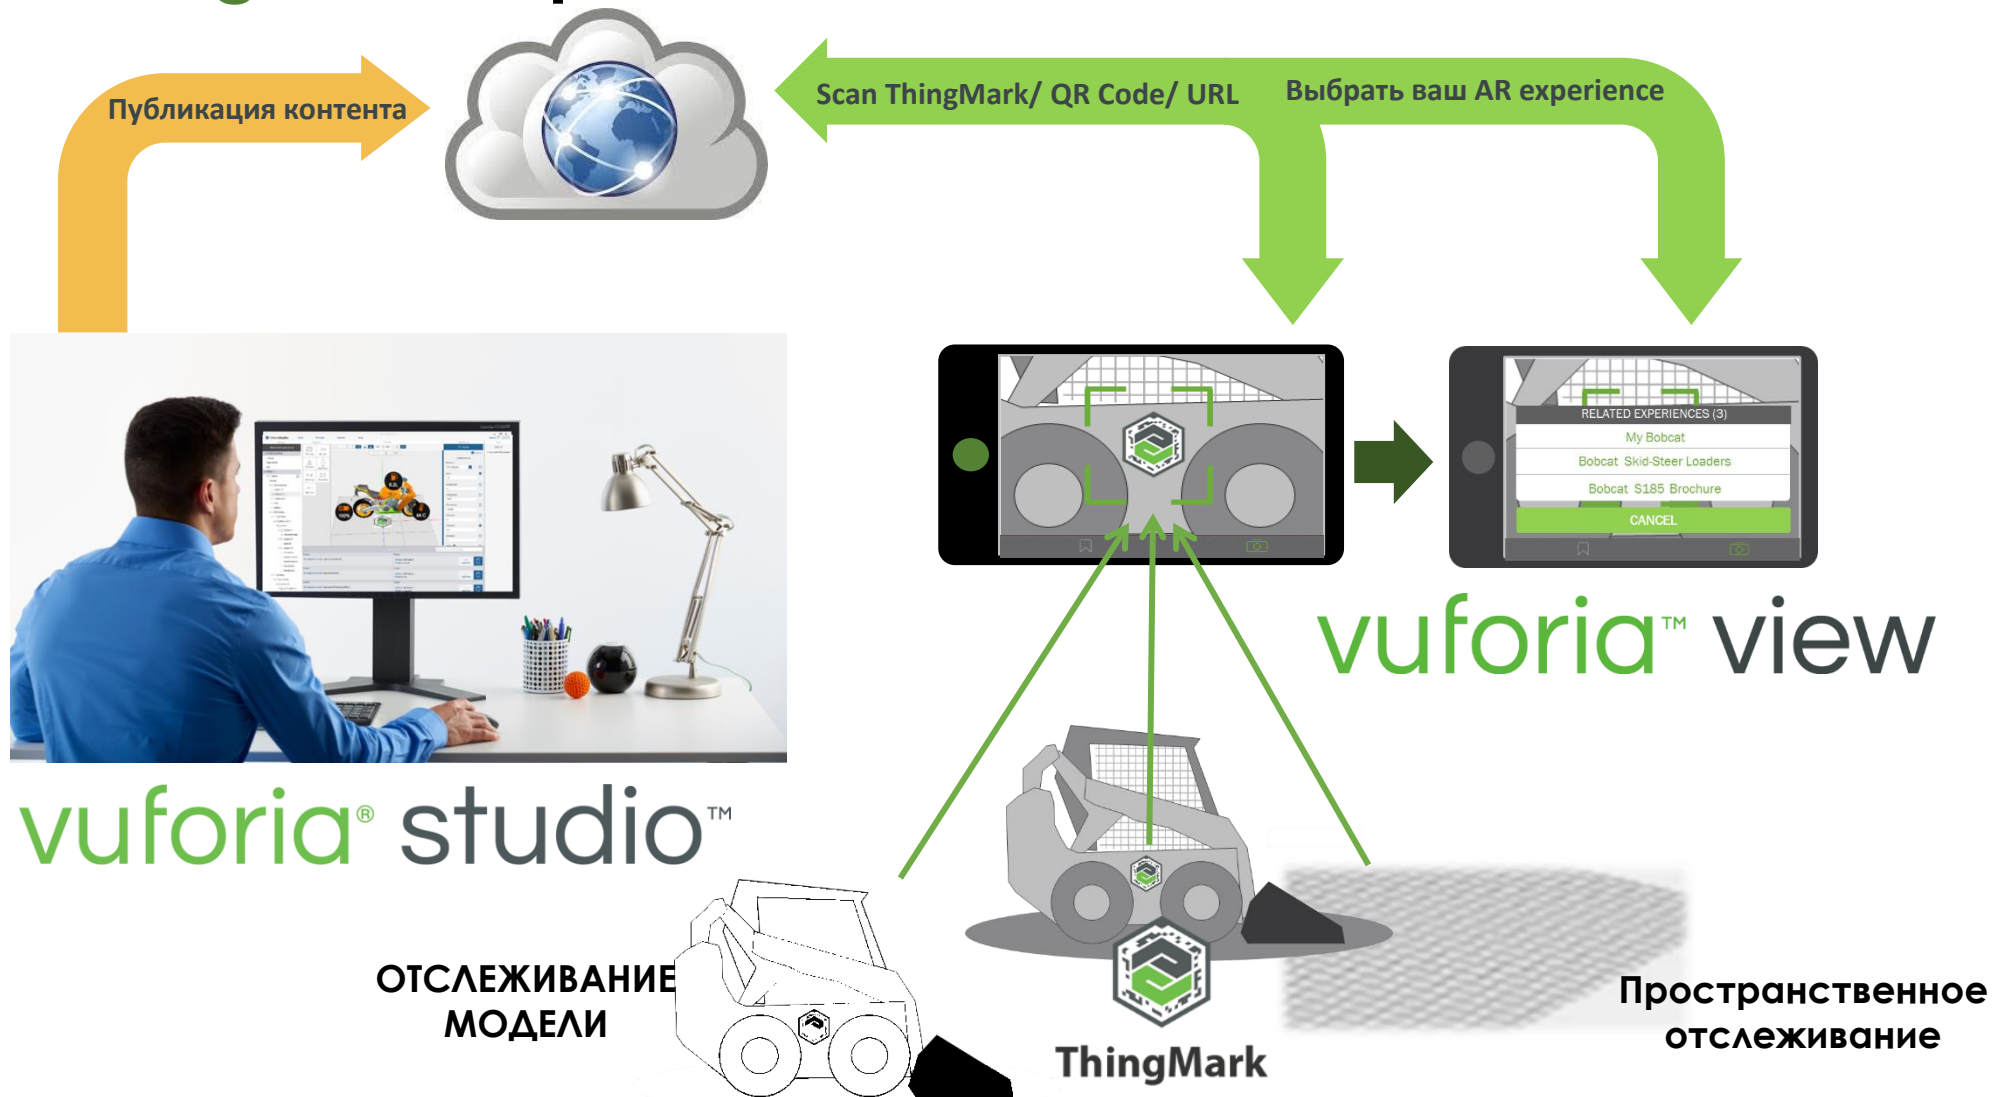 Публикация контента
Scan ThingMark/ QR Code/ URL
Выбрать ваш AR experience
RELATED EXPERIENCES (3)
My Bobcat
Bobcat Skid-Steer Loaders
Bobcat S185 Brochure
CANCEL
vuforia™ view
vuforia® studio™
ОТСЛЕЖИВАНИЕ
МОДЕЛИ
ThingMark
Пространственное
отслеживание